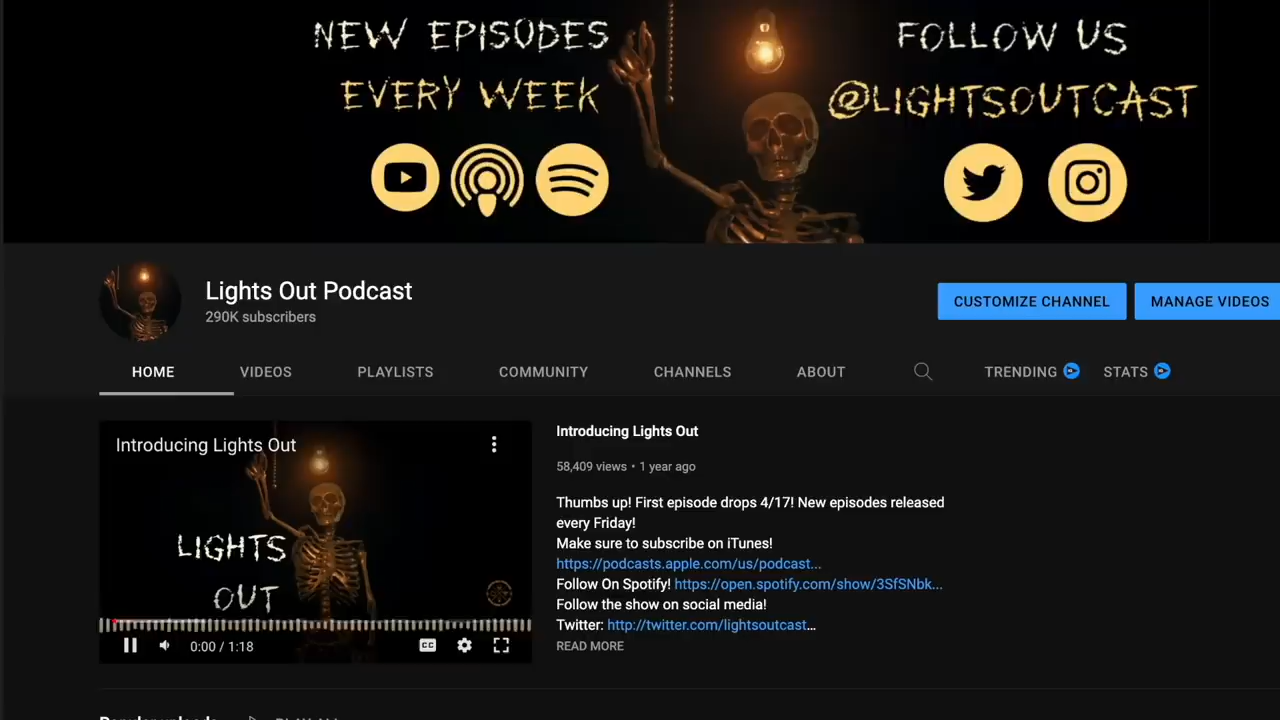 NEW EPISODES
EVERY WEEK
FOLLOW US
@LIGHTSOUTCAST
Lights Out Podcast
290K subscribers
CUSTOMIZE CHANNEL
MANAGE VIDEOS
HOME
VIDEOS
PLAYLISTS
COMMUNITY
CHANNELS
ABOUT
TRENDING
STATS
Introducing Lights Out
LIGHTS
OUT
0:00 / 1:18
CC
Introducing Lights Out
58,409 views • 1 year ago
Thumbs up! First episode drops 4/17! New episodes released
every Friday!
Make sure to subscribe on iTunes!
https://podcasts.apple.com/us/podcast...
Follow On Spotify! https://open.spotify.com/show/3SfSNbk...
Follow the show on social media!
Twitter: http://twitter.com/lightsoutcast...
READ MORE